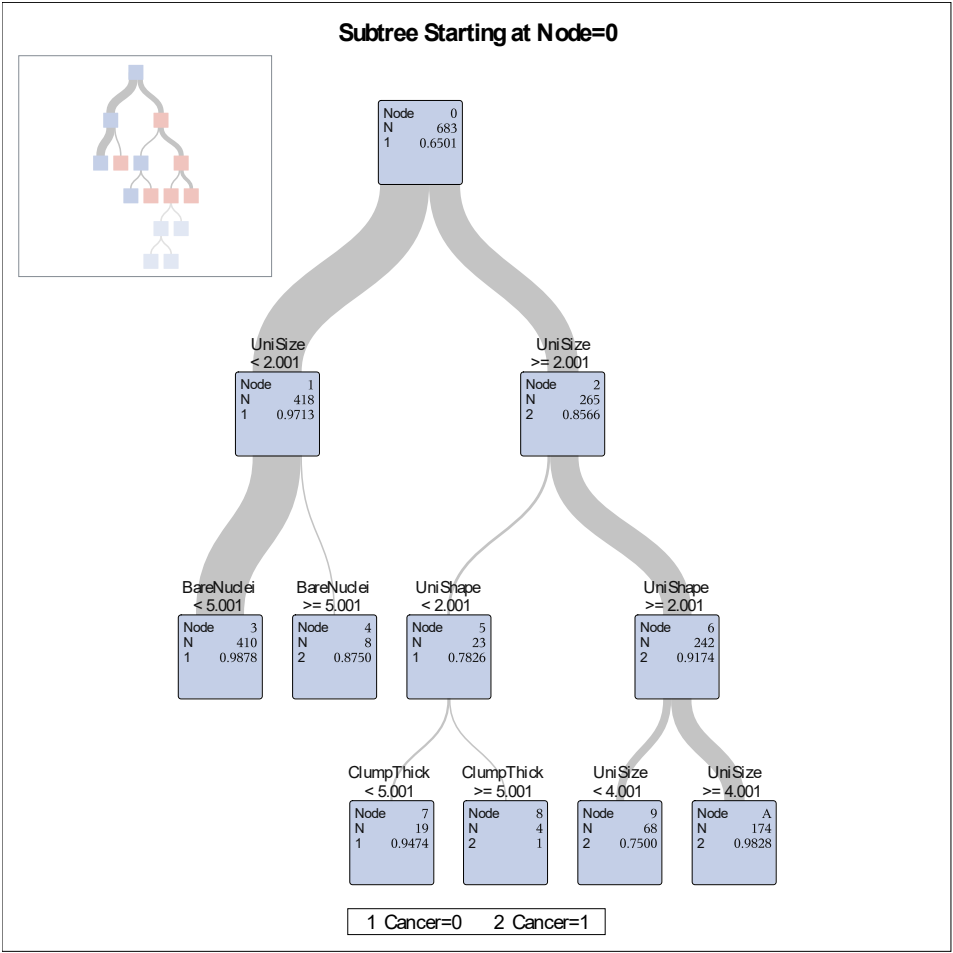 Subtree Starting at Node=0
Node 0
N 683
1 0.6501
UniSize
< 2.001
Node 1
N 418
1 0.9713
UniSize
>= 2.001
Node 2
N 265
2 0.8566
BareNuclei
< 5.001
Node 3
N 410
1 0.9878
BareNuclei
>= 5.001
Node 4
N 8
2 0.8750
UniShape
< 2.001
Node 5
N 23
1 0.7826
UniShape
>= 2.001
Node 6
N 242
2 0.9174
ClumpThick
< 5.001
Node 7
N 19
1 0.9474
ClumpThick
>= 5.001
Node 8
N 4
2 1
UniSize
< 4.001
Node 9
N 68
2 0.7500
UniSize
>= 4.001
Node A
N 174
2 0.9828
1 Cancer=0 2 Cancer=1